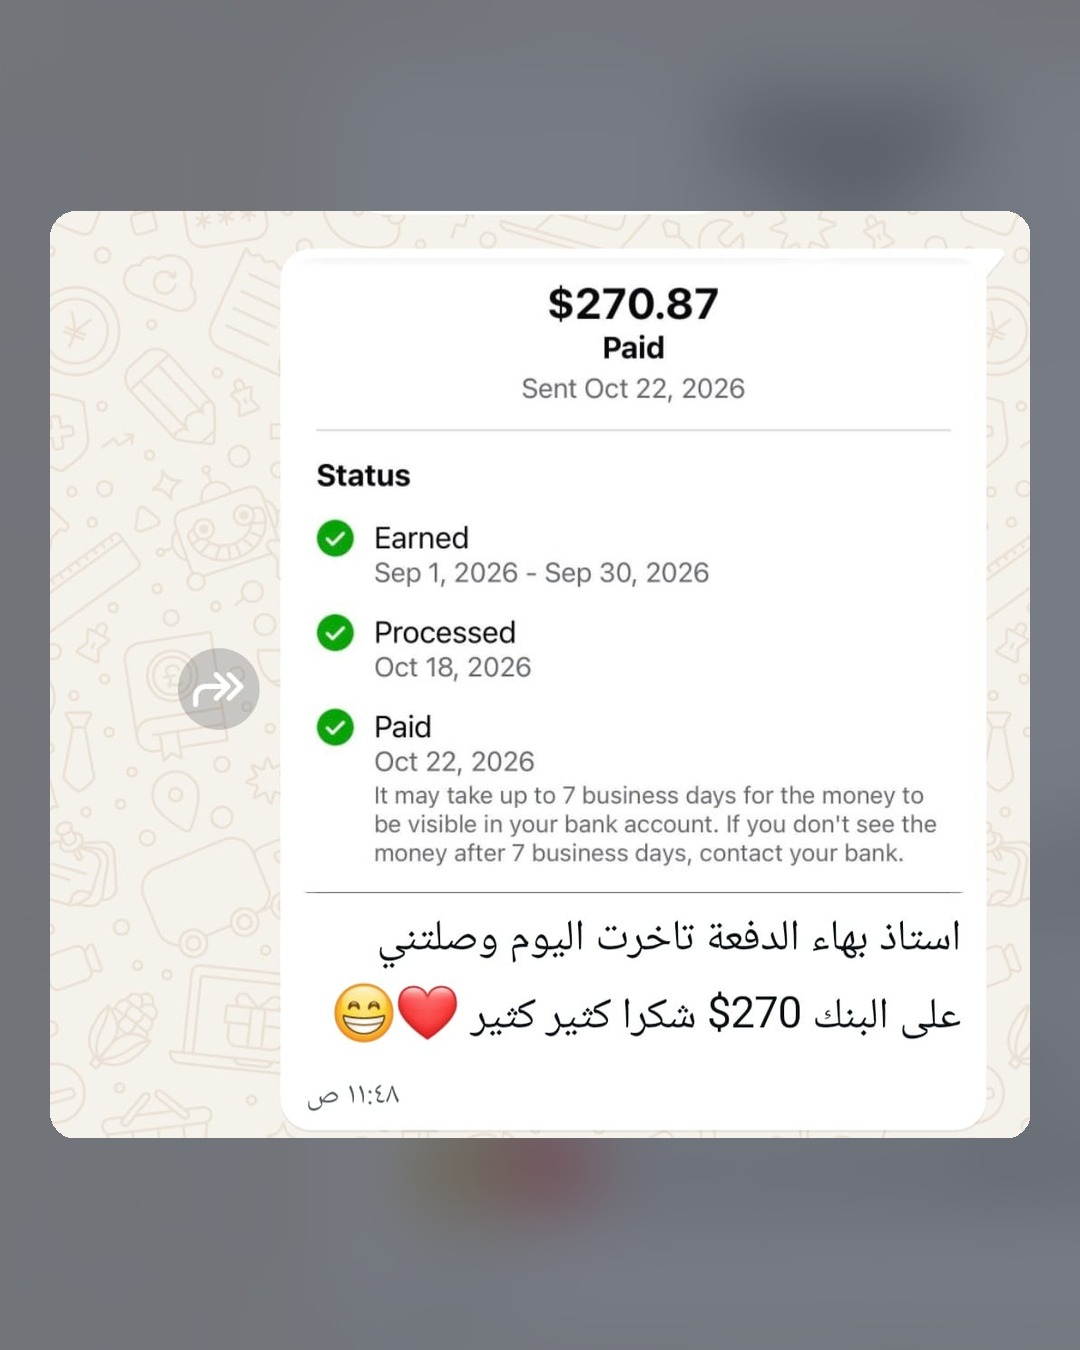 $270.87
Paid
Sent Oct 22, 2026
Status
Earned
Sep 1, 2026 - Sep 30, 2026
Processed
Oct 18, 2026
Paid
Oct 22, 2026
It may take up to 7 business days for the money to
be visible in your bank account. If you don't see the
money after 7 business days, contact your bank.
استاذ بهاء الدفعة تاخرت اليوم وصلتني
على البنك 270$ شكرا كثير كثير ❤️😁
١١:٤٨ ص